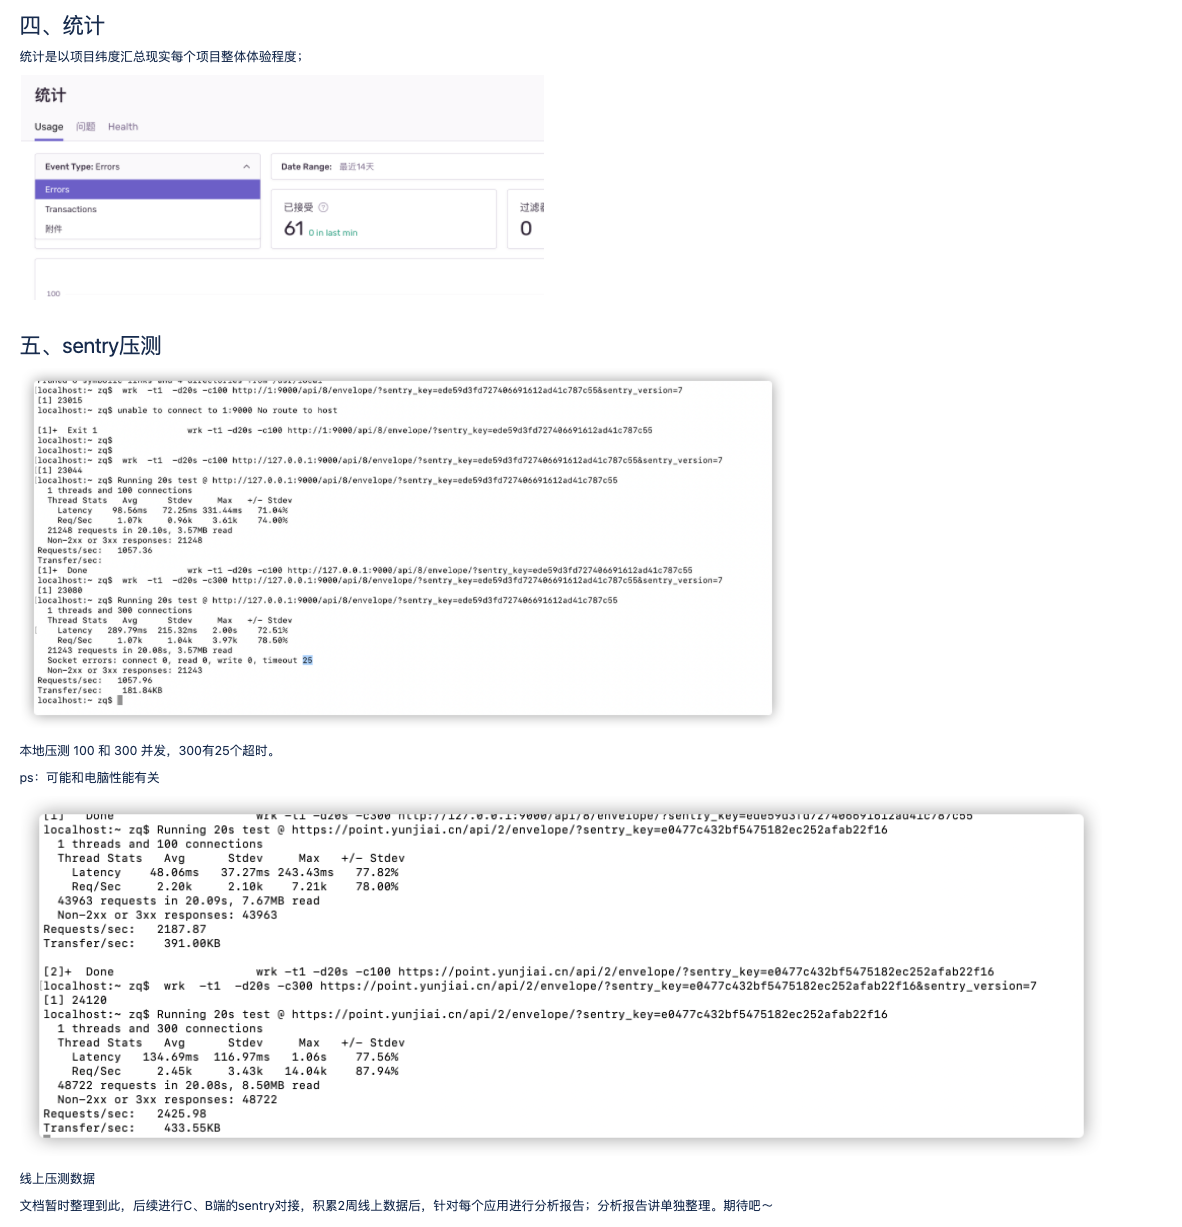 四、统计
统计是以项目纬度汇总现实每个项目整体体验程度；
统计
Usage 问题 Health
Event Type: Errors
Date Range: 最近14天
Errors
Transactions
附件
已接受
61 0 in last min
过滤
0
100
五、sentry压测
localhost:~ zq$ wrk -t1 -d20s -c100 http://1:9000/api/8/envelope/?sentry_key=ede59d3fd727406691612ad41c787c55&sentry_version=7
[1] 23015
localhost:~ zq$ unable to connect to 1:9000 No route to host
[1]+ Exit 1 wrk -t1 -d20s -c100 http://1:9000/api/8/envelope/?sentry_key=ede59d3fd727406691612ad41c787c55
localhost:~ zq$
localhost:~ zq$
localhost:~ zq$ wrk -t1 -d20s -c100 http://127.0.0.1:9000/api/8/envelope/?sentry_key=ede59d3fd727406691612ad41c787c55&sentry_version=7
[1] 23044
localhost:~ zq$ Running 20s test @ http://127.0.0.1:9000/api/8/envelope/?sentry_key=ede59d3fd727406691612ad41c787c55
1 threads and 100 connections
Thread Stats Avg Stdev Max +/- Stdev
Latency 98.56ms 72.25ms 331.44ms 71.04%
Req/Sec 1.07k 0.96k 3.61k 74.00%
21248 requests in 20.10s, 3.57MB read
Non-2xx or 3xx responses: 21248
Requests/sec: 1057.36
Transfer/sec:
[1]+ Done wrk -t1 -d20s -c100 http://127.0.0.1:9000/api/8/envelope/?sentry_key=ede59d3fd727406691612ad41c787c55
localhost:~ zq$ wrk -t1 -d20s -c300 http://127.0.0.1:9000/api/8/envelope/?sentry_key=ede59d3fd727406691612ad41c787c55&sentry_version=7
[1] 23080
localhost:~ zq$ Running 20s test @ http://127.0.0.1:9000/api/8/envelope/?sentry_key=ede59d3fd727406691612ad41c787c55
1 threads and 300 connections
Thread Stats Avg Stdev Max +/- Stdev
Latency 289.79ms 215.32ms 2.00s 72.51%
Req/Sec 1.07k 1.04k 3.97k 78.50%
21243 requests in 20.08s, 3.57MB read
Socket errors: connect 0, read 0, write 0, timeout 25
Non-2xx or 3xx responses: 21243
Requests/sec: 1057.96
Transfer/sec: 181.84KB
localhost:~ zq$
本地压测 100 和 300 并发，300有25个超时。
ps：可能和电脑性能有关
[1] Done wrk -t1 -d20s -c300 http://127.0.0.1:9000/api/8/envelope/?sentry_key=ede59d3fd727406691612ad41c787c55
localhost:~ zq$ Running 20s test @ https://point.yunjiai.cn/api/2/envelope/?sentry_key=e0477c432bf5475182ec252afab22f16
1 threads and 100 connections
Thread Stats Avg Stdev Max +/- Stdev
Latency 48.06ms 37.27ms 243.43ms 77.82%
Req/Sec 2.20k 2.10k 7.21k 78.00%
43963 requests in 20.09s, 7.67MB read
Non-2xx or 3xx responses: 43963
Requests/sec: 2187.87
Transfer/sec: 391.00KB
[2]+ Done wrk -t1 -d20s -c100 https://point.yunjiai.cn/api/2/envelope/?sentry_key=e0477c432bf5475182ec252afab22f16
localhost:~ zq$ wrk -t1 -d20s -c300 https://point.yunjiai.cn/api/2/envelope/?sentry_key=e0477c432bf5475182ec252afab22f16&sentry_version=7
[1] 24120
localhost:~ zq$ Running 20s test @ https://point.yunjiai.cn/api/2/envelope/?sentry_key=e0477c432bf5475182ec252afab22f16
1 threads and 300 connections
Thread Stats Avg Stdev Max +/- Stdev
Latency 134.69ms 116.97ms 1.06s 77.56%
Req/Sec 2.45k 3.43k 14.04k 87.94%
48722 requests in 20.08s, 8.50MB read
Non-2xx or 3xx responses: 48722
Requests/sec: 2425.98
Transfer/sec: 433.55KB
线上压测数据
文档暂时整理到此，后续进行C、B端的sentry对接，积累2周线上数据后，针对每个应用进行分析报告；分析报告讲单独整理。期待吧～